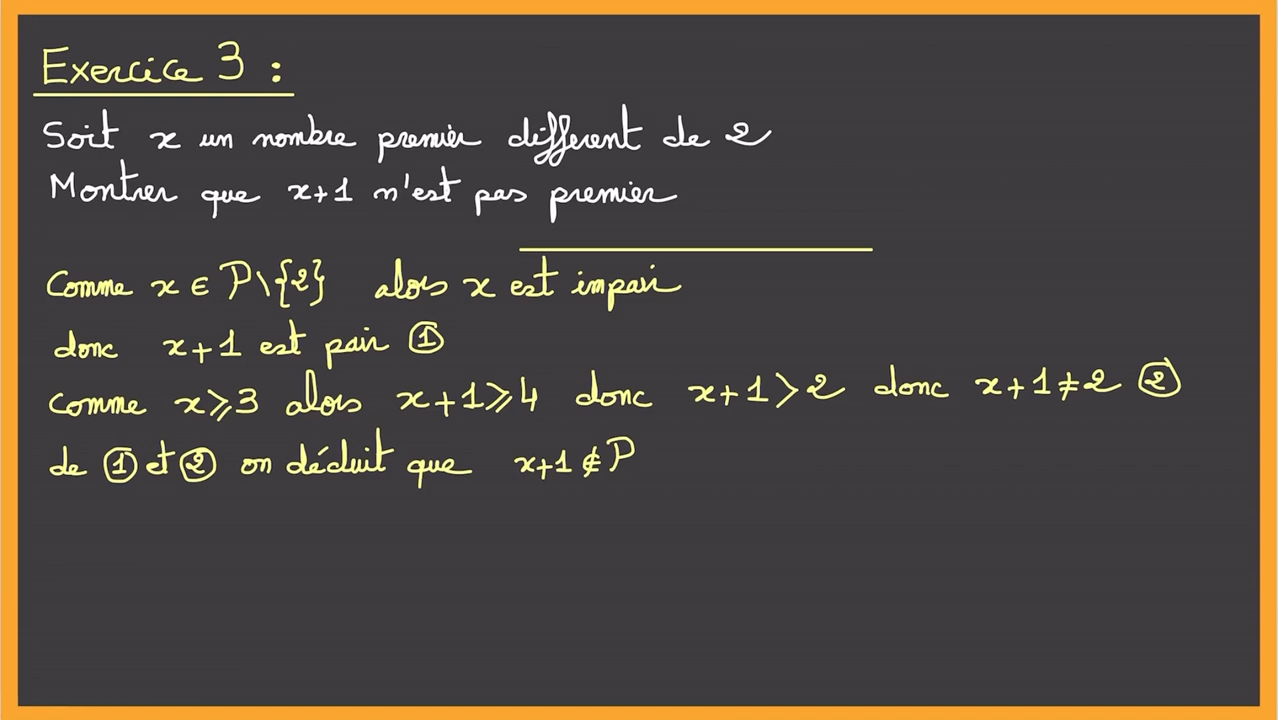 Exercice 3 :
Soit x un nombre premier différent de 2
Montrer que x+1 n'est pas premier
Comme x ∈ P\{2} alors x est impair
donc x+1 est pair ①
comme x⩾3 alors x+1⩾4 donc x+1>2 donc x+1≠2 ②
de ① et ② on déduit que x+1∉P